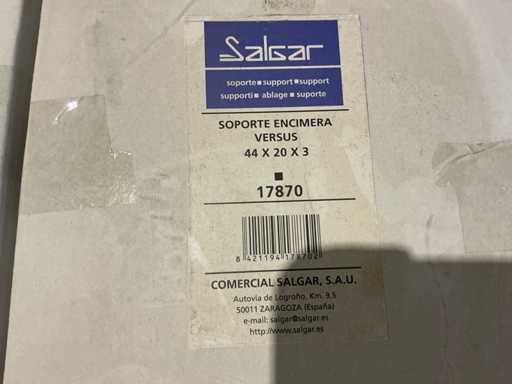 Salgar
soporte ■ support ■ support
supporti ■ ablage ■ suporte
SOPORTE ENCIMERA
VERSUS
44 X 20 X 3
■
17870
8 421194 178702
COMERCIAL SALGAR, S.A.U.
Autovía de Logroño, Km. 9,5
50011 ZARAGOZA (España)
e-mail: salgar@salgar.es
http://www.salgar.es